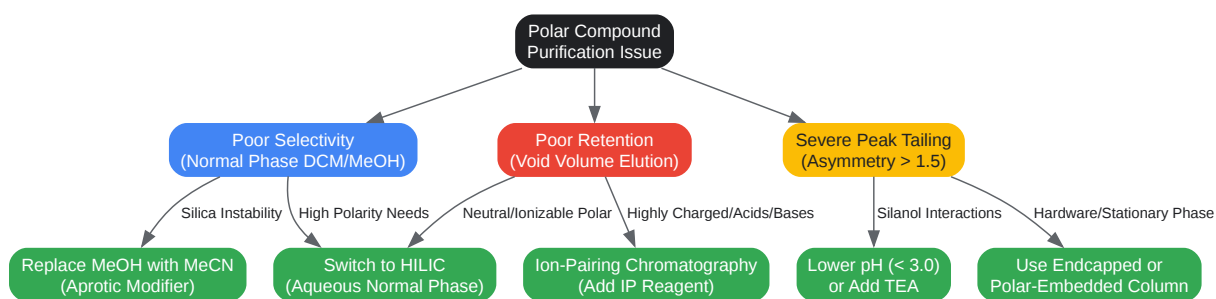 Polar Compound
Purification Issue
Poor Selectivity
(Normal Phase DCM/MeOH)
Poor Retention
(Void Volume Elution)
Severe Peak Tailing
(Asymmetry > 1.5)
Silica Instability
High Polarity Needs
Neutral/Ionizable Polar
Highly Charged/Acids/Bases
Silanol Interactions
Hardware/Stationary Phase
Replace MeOH with MeCN
(Aprotic Modifier)
Switch to HILIC
(Aqueous Normal Phase)
Ion-Pairing Chromatography
(Add IP Reagent)
Lower pH (< 3.0)
or Add TEA
Use Endcapped or
Polar-Embedded Column